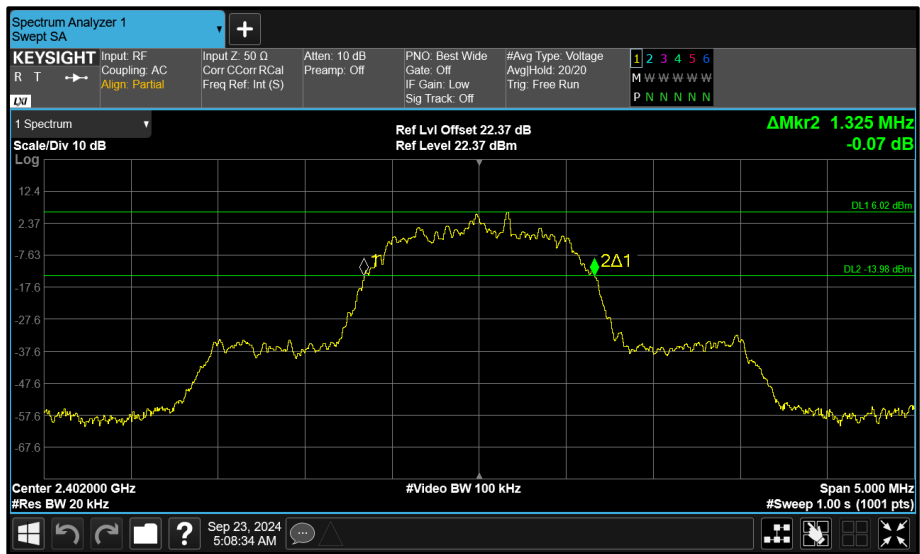 Spectrum Analyzer 1
Swept SA
+
KEYSIGHT
R T
LXI
Input: RF
Coupling: AC
Align: Partial
Input Z: 50 Ω
Corr CCorr RCal
Freq Ref: Int (S)
Atten: 10 dB
Preamp: Off
PNO: Best Wide
Gate: Off
IF Gain: Low
Sig Track: Off
#Avg Type: Voltage
Avg|Hold: 20/20
Trig: Free Run
1 2 3 4 5 6
M W W W W W
P N N N N N
1 Spectrum
Scale/Div 10 dB
Ref Lvl Offset 22.37 dB
Ref Level 22.37 dBm
ΔMkr2 1.325 MHz
-0.07 dB
Log
12.4
2.37
-7.63
-17.6
-27.6
-37.6
-47.6
-57.6
-67.6
DL1 6.02 dBm
1
2Δ1
DL2 -13.98 dBm
Center 2.402000 GHz
#Video BW 100 kHz
Span 5.000 MHz
#Res BW 20 kHz
#Sweep 1.00 s (1001 pts)
?
Sep 23, 2024
5:08:34 AM